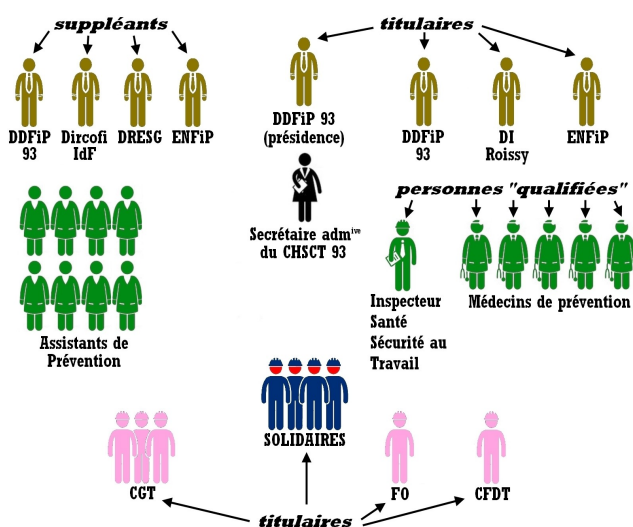 suppléants
titulaires
DDFiP
93
Dircofi
IdF
DRESG
ENFiP
DDFiP 93
(présidence)
DDFiP
93
DI
Roissy
ENFiP
Secrétaire admⁱᵛᵉ
du CHSCT 93
personnes "qualifiées"
Inspecteur
Santé
Sécurité au
Travail
Médecins de prévention
Assistants de
Prévention
SOLIDAIRES
CGT
FO
CFDT
titulaires